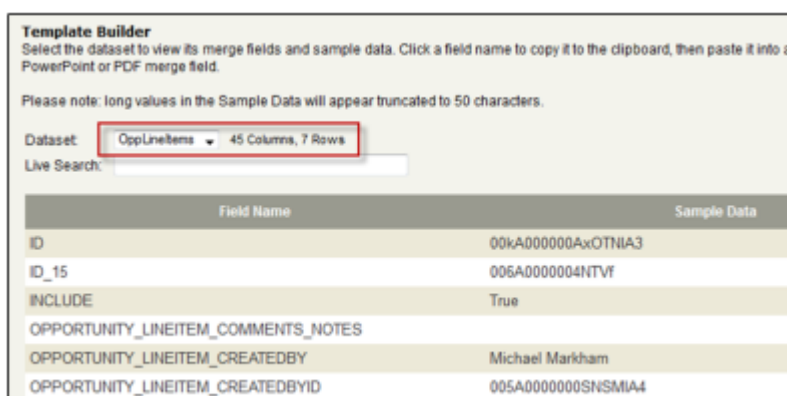 Template Builder
Select the dataset to view its merge fields and sample data. Click a field name to copy it to the clipboard, then paste it into a
PowerPoint or PDF merge field.
Please note: long values in the Sample Data will appear truncated to 50 characters.
Dataset: OppLineItems 45 Columns, 7 Rows
Live Search:
Field Name Sample Data
ID 00kA000000AxOTNIA3
ID_15 006A0000004NTVf
INCLUDE True
OPPORTUNITY_LINEITEM_COMMENTS_NOTES
OPPORTUNITY_LINEITEM_CREATEDBY Michael Markham
OPPORTUNITY_LINEITEM_CREATEDBYID 005A0000000SNSMIA4